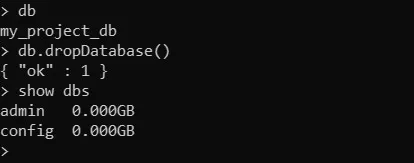 > db
my_project_db
> db.dropDatabase()
{ "ok" : 1 }
> show dbs
admin   0.000GB
config  0.000GB
>